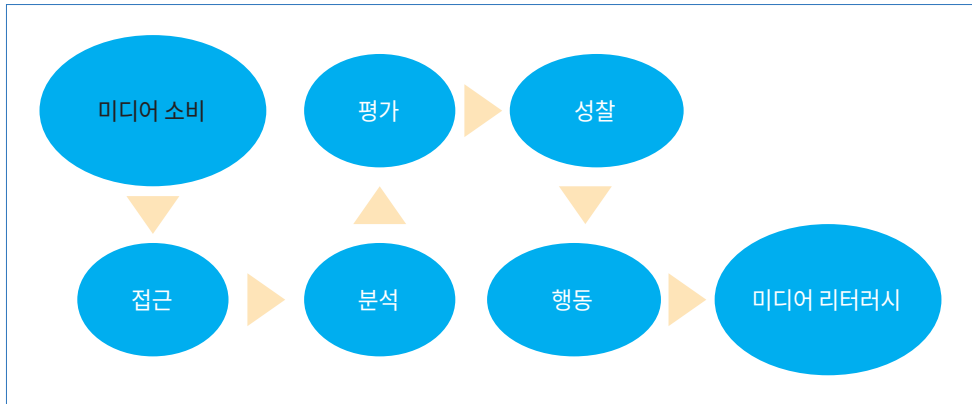 미디어 소비
접근
분석
평가
성찰
행동
미디어 리터러시